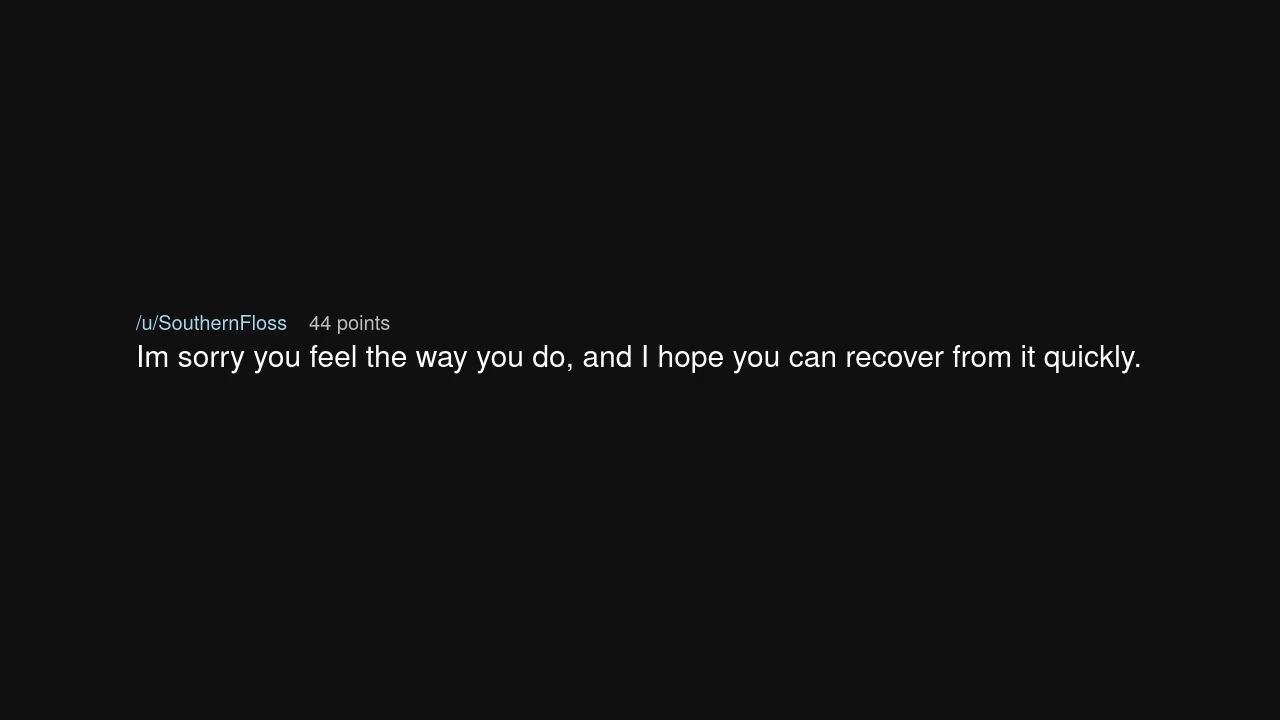 /u/SouthernFloss 44 points
Im sorry you feel the way you do, and I hope you can recover from it quickly.